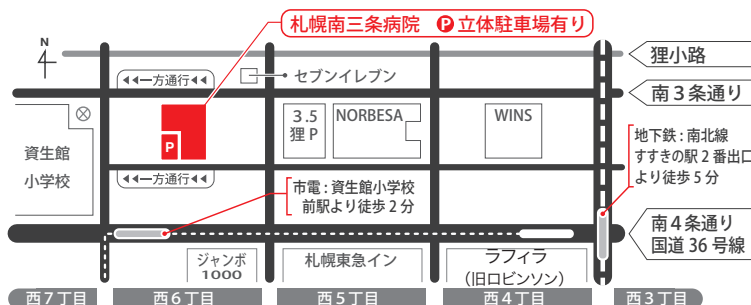 札幌南三条病院 P 立体駐車場有り
N
狸小路
◀◀一方通行◀◀
セブンイレブン
南3条通り
資生館
小学校
P
3.5
狸 P
NORBESA
WINS
地下鉄：南北線
すすきの駅2番出口
より徒歩5分
◀◀一方通行◀◀
市電：資生館小学校
前駅より徒歩2分
南4条通り
国道36号線
ジャンボ
1000
札幌東急イン
ラフィラ
（旧ロビンソン）
西7丁目
西6丁目
西5丁目
西4丁目
西3丁目